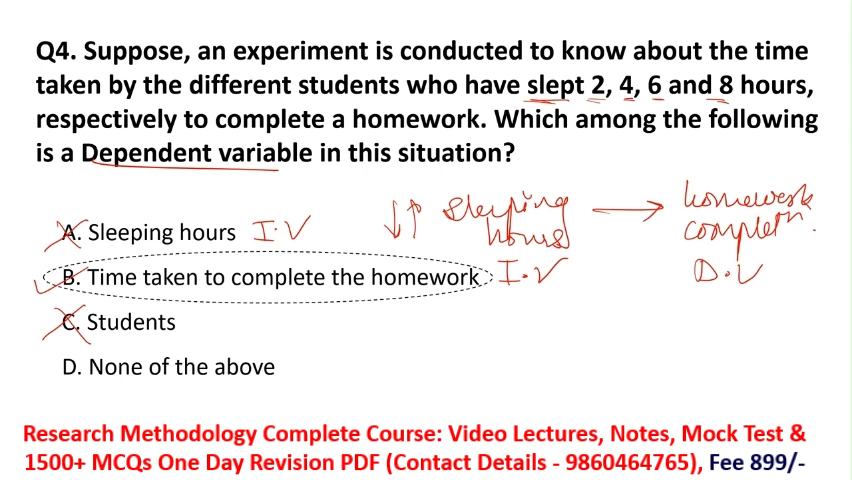 Q4. Suppose, an experiment is conducted to know about the time
taken by the different students who have slept 2, 4, 6 and 8 hours,
respectively to complete a homework. Which among the following
is a Dependent variable in this situation?
A. Sleeping hours I.V
B. Time taken to complete the homework
C. Students
D. None of the above
↓↑ Sleeping hours → homework completn.
I.V D.V
Research Methodology Complete Course: Video Lectures, Notes, Mock Test &
1500+ MCQs One Day Revision PDF (Contact Details - 9860464765), Fee 899/-